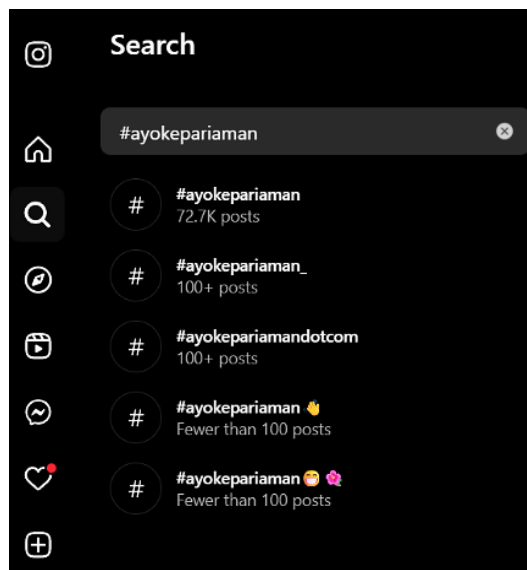 Search
#ayokepariaman
#ayokepariaman
72.7K posts
#ayokepariaman_
100+ posts
#ayokepariamandotcom
100+ posts
#ayokepariaman👋
Fewer than 100 posts
#ayokepariaman😁🌺
Fewer than 100 posts